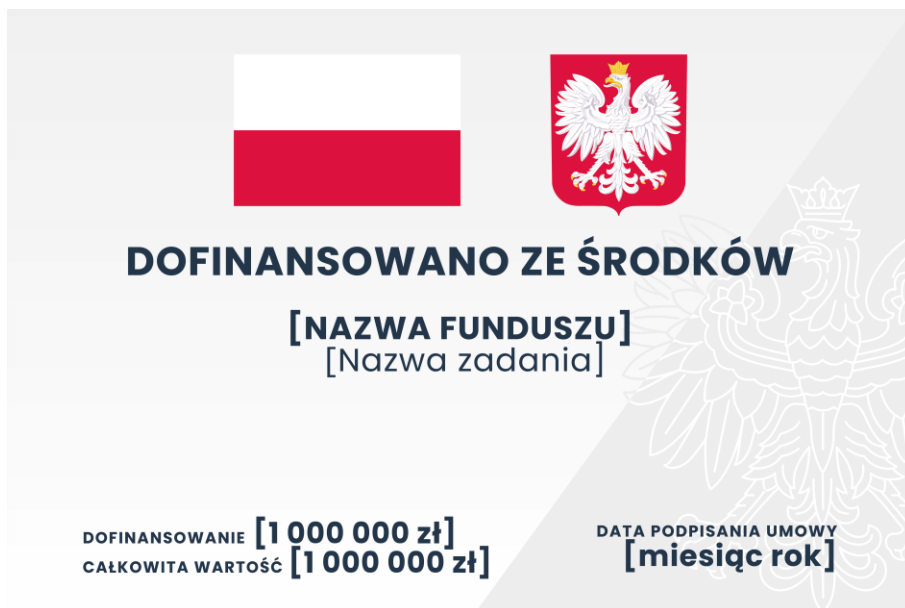 DOFINANSOWANO ZE ŚRODKÓW
[NAZWA FUNDUSZU]
[Nazwa zadania]
DOFINANSOWANIE [1 000 000 zł]
CAŁKOWITA WARTOŚĆ [1 000 000 zł]
DATA PODPISANIA UMOWY
[miesiąc rok]